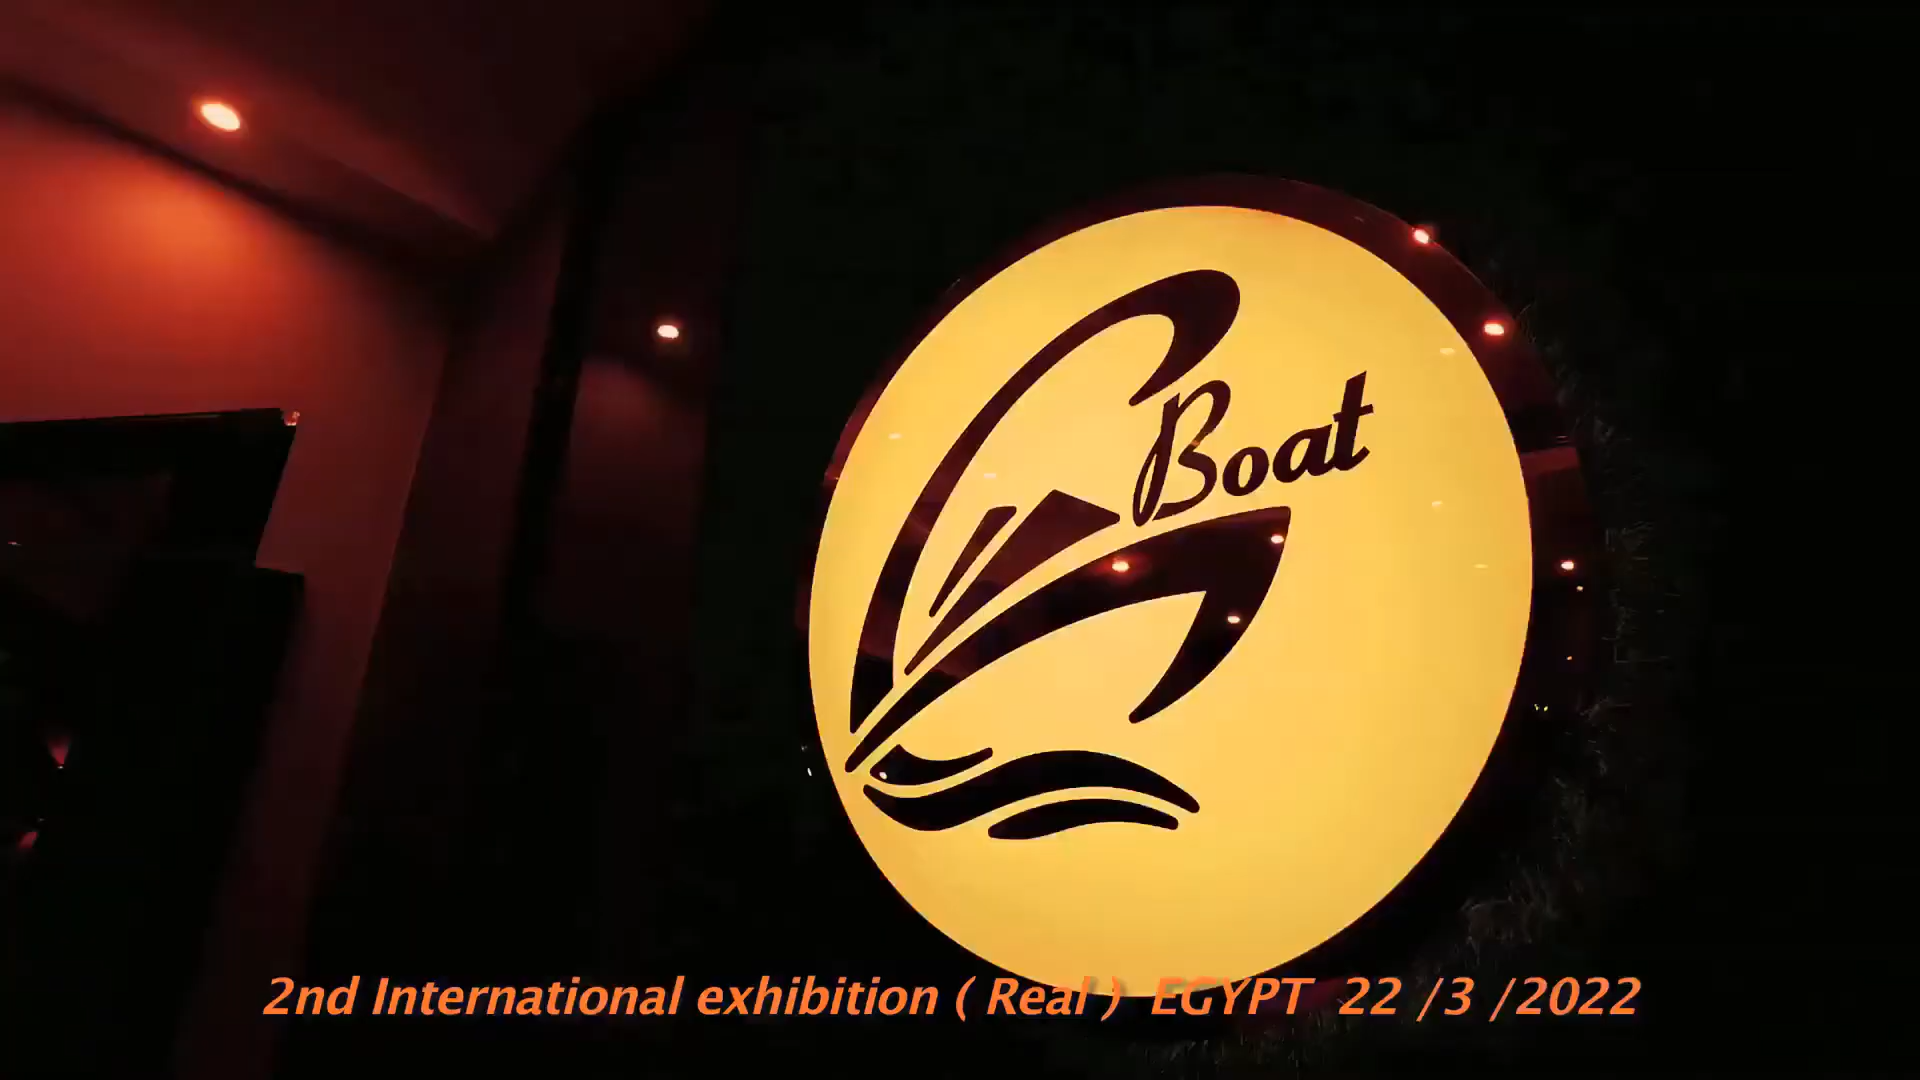 Boat
2nd International exhibition ( Real )  EGYPT  22 /3 /2022